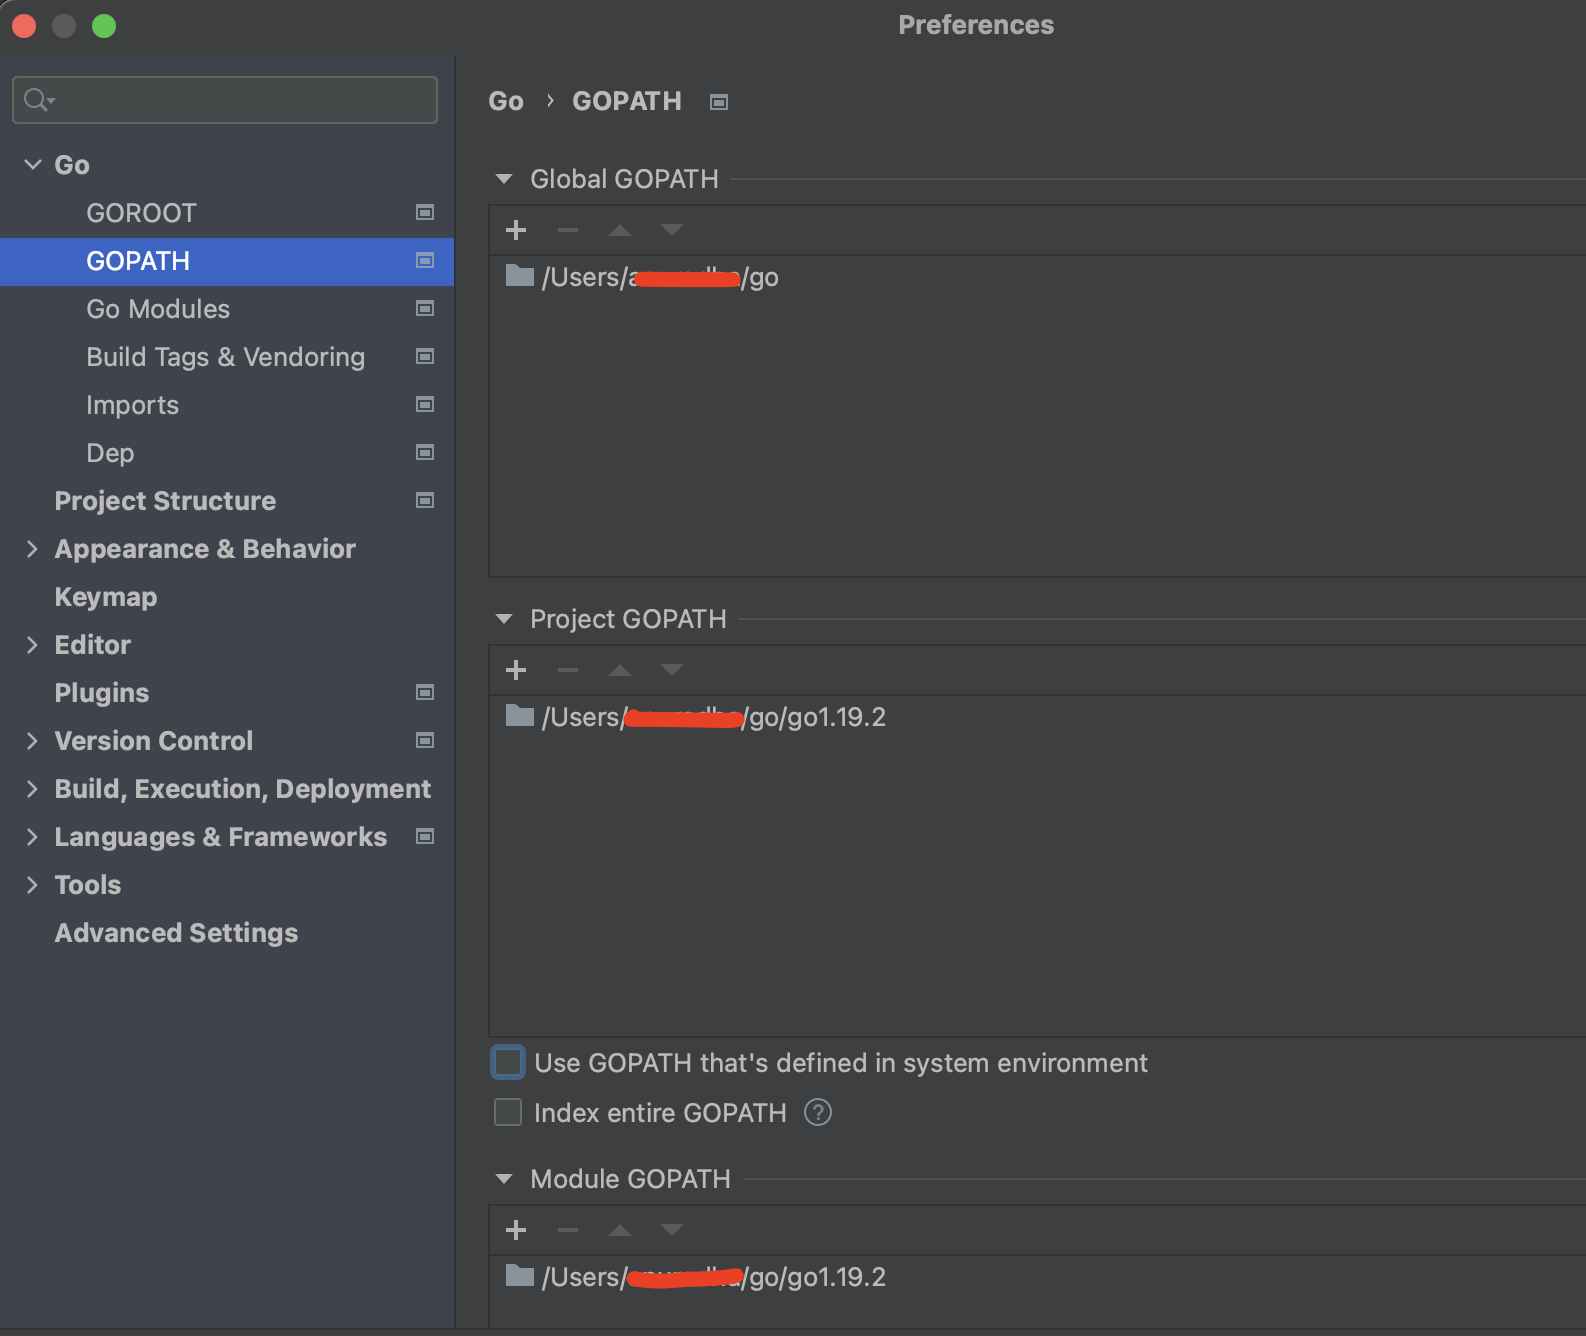 Preferences
Go
GOROOT
GOPATH
Go Modules
Build Tags & Vendoring
Imports
Dep
Project Structure
Appearance & Behavior
Keymap
Editor
Plugins
Version Control
Build, Execution, Deployment
Languages & Frameworks
Tools
Advanced Settings
Go › GOPATH
Global GOPATH
/Users/ /go
Project GOPATH
/Users/ /go/go1.19.2
Use GOPATH that's defined in system environment
Index entire GOPATH ?
Module GOPATH
/Users/ /go/go1.19.2